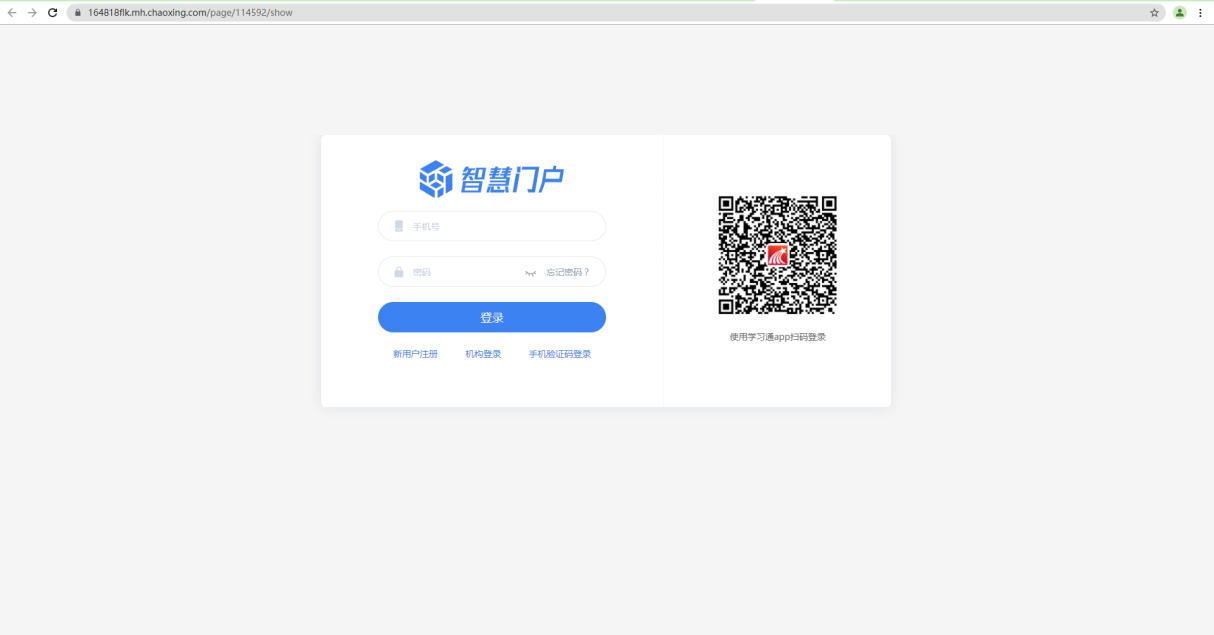 164818flk.mh.chaoxing.com/page/114592/show
智慧门户
手机号
密码 忘记密码？
登录
新用户注册 机构登录 手机验证码登录
使用学习通app扫码登录